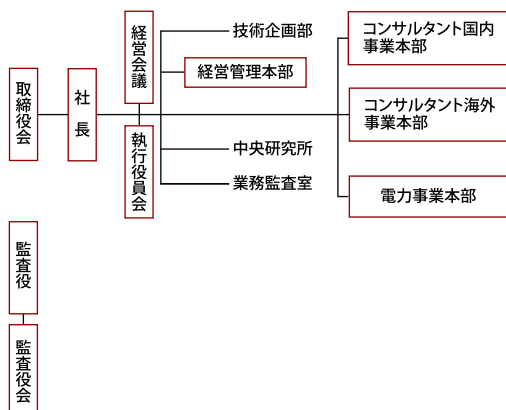 取締役会
社長
経営会議
執行役員会
技術企画部
経営管理本部
中央研究所
業務監査室
コンサルタント国内
事業本部
コンサルタント海外
事業本部
電力事業本部
監査役
監査役会